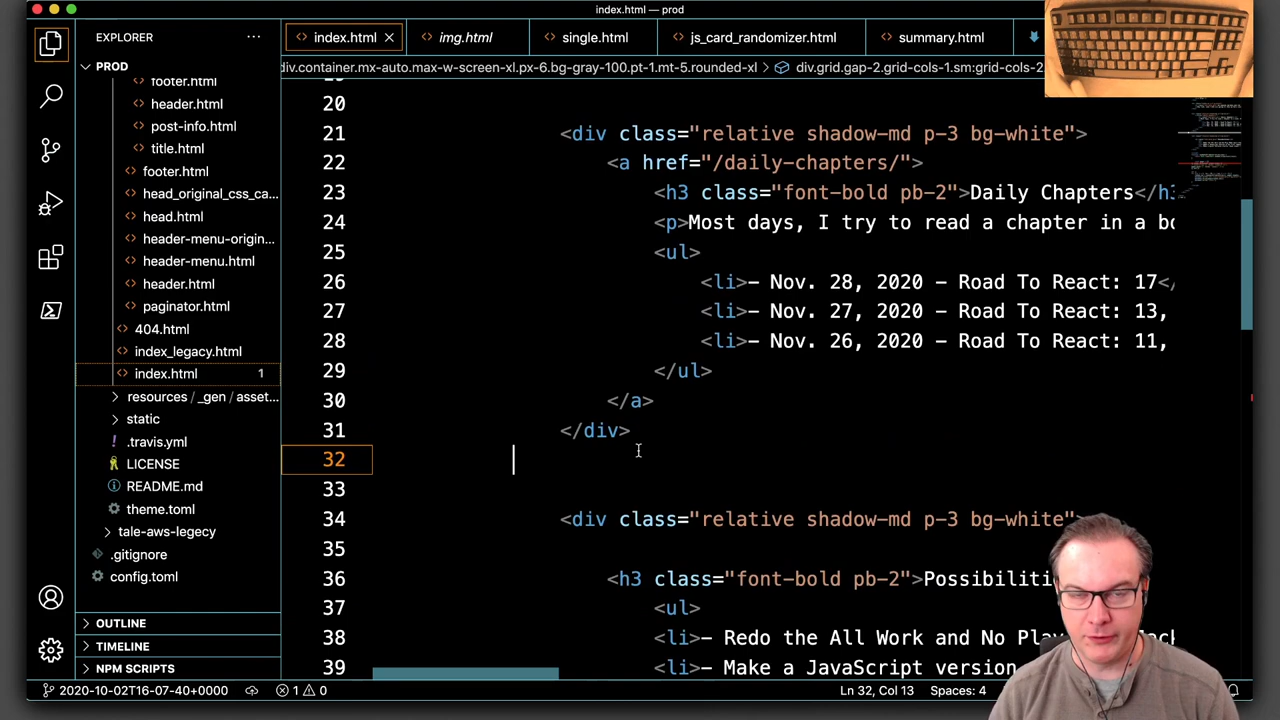 index.html — prod
EXPLORER ···
index.html
img.html
single.html
js_card_randomizer.html
summary.html
PROD
div.container.mx-auto.max-w-screen-xl.px-6.bg-gray-100.pt-1.mt-5.rounded-xl > div.grid.gap-2.grid-cols-1.sm:grid-cols-2
footer.html
header.html
post-info.html
title.html
footer.html
head_original_css_ca...
head.html
header-menu-origin...
header-menu.html
header.html
paginator.html
404.html
index_legacy.html
index.html 1
resources / _gen / asset...
static
.travis.yml
LICENSE
README.md
theme.toml
tale-aws-legacy
.gitignore
config.toml
OUTLINE
TIMELINE
NPM SCRIPTS
20
21 <div class="relative shadow-md p-3 bg-white">
22 <a href="/daily-chapters/">
23 <h3 class="font-bold pb-2">Daily Chapters</h3
24 <p>Most days, I try to read a chapter in a bo
25 <ul>
26 <li>– Nov. 28, 2020 – Road To React: 17</
27 <li>– Nov. 27, 2020 – Road To React: 13,
28 <li>– Nov. 26, 2020 – Road To React: 11,
29 </ul>
30 </a>
31 </div>
32
33
34 <div class="relative shadow-md p-3 bg-white">
35
36 <h3 class="font-bold pb-2">Possibiliti
37 <ul>
38 <li>– Redo the All Work and No Play
39 <li>– Make a JavaScript version
2020-10-02T16-07-40+0000 1 0 Ln 32, Col 13 Spaces: 4